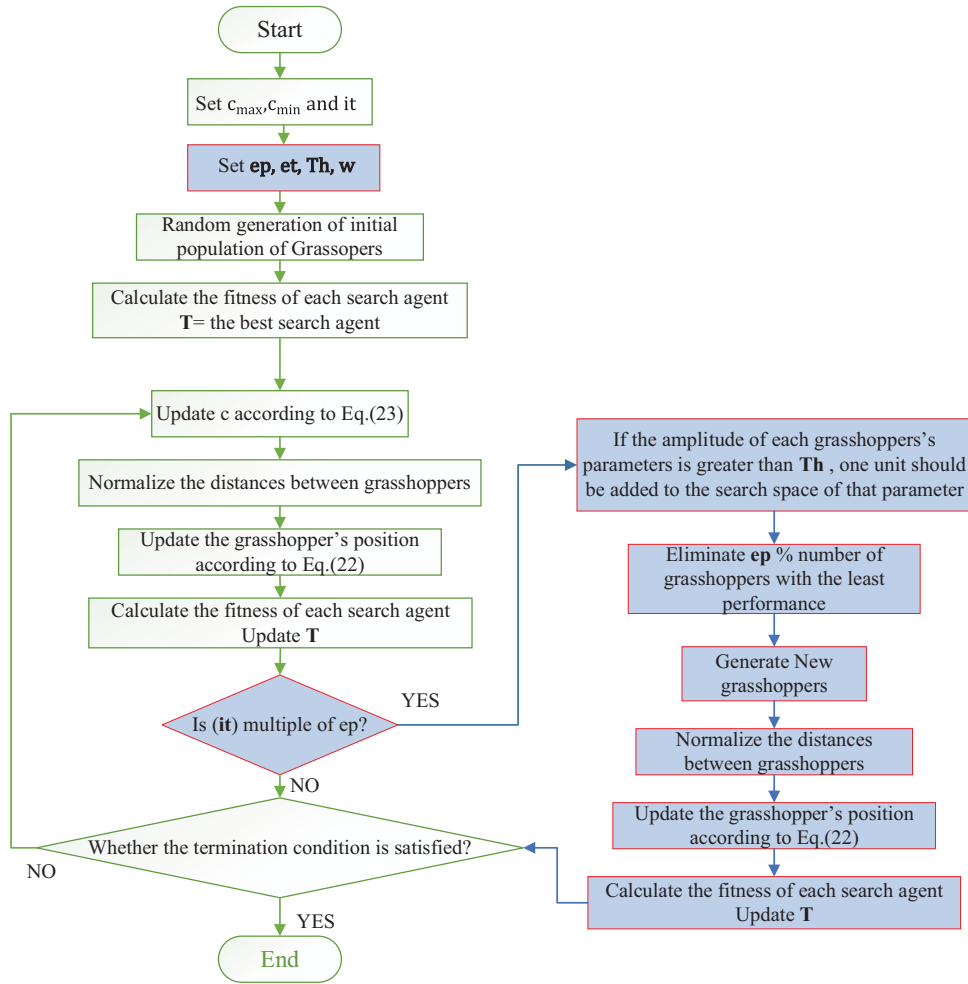 Start
Set cmax,cmin and it
Set ep, et, Th, w
Random generation of initial
population of Grassopers
Calculate the fitness of each search agent
T= the best search agent
Update c according to Eq.(23)
Normalize the distances between grasshoppers
Update the grasshopper's position
according to Eq.(22)
Calculate the fitness of each search agent
Update T
Is (it) multiple of ep?
YES
NO
Whether the termination condition is satisfied?
NO
YES
End
If the amplitude of each grasshoppers's
parameters is greater than Th , one unit should
be added to the search space of that parameter
Eliminate ep % number of
grasshoppers with the least
performance
Generate New
grasshoppers
Normalize the distances
between grasshoppers
Update the grasshopper's position
according to Eq.(22)
Calculate the fitness of each search agent
Update T